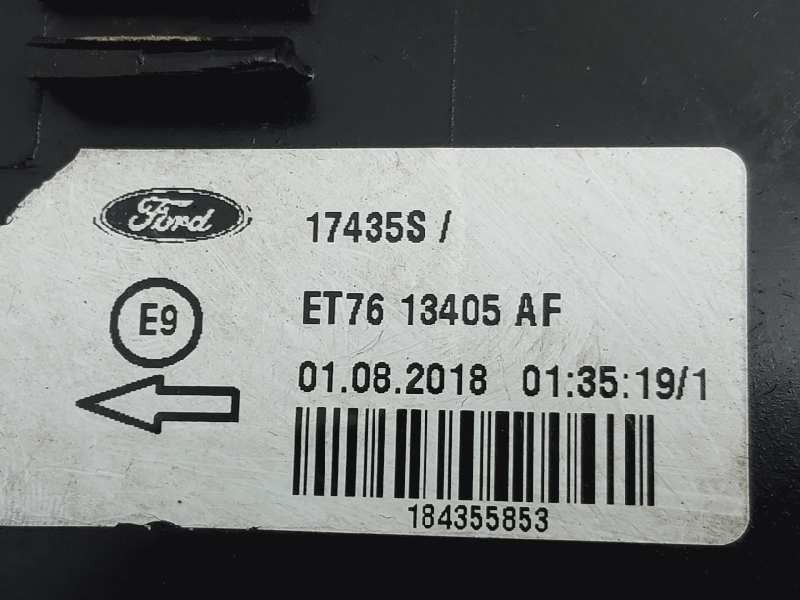 Ford
17435S /
E9
ET76 13405 AF
01.08.2018 01:35:19/1
184355853